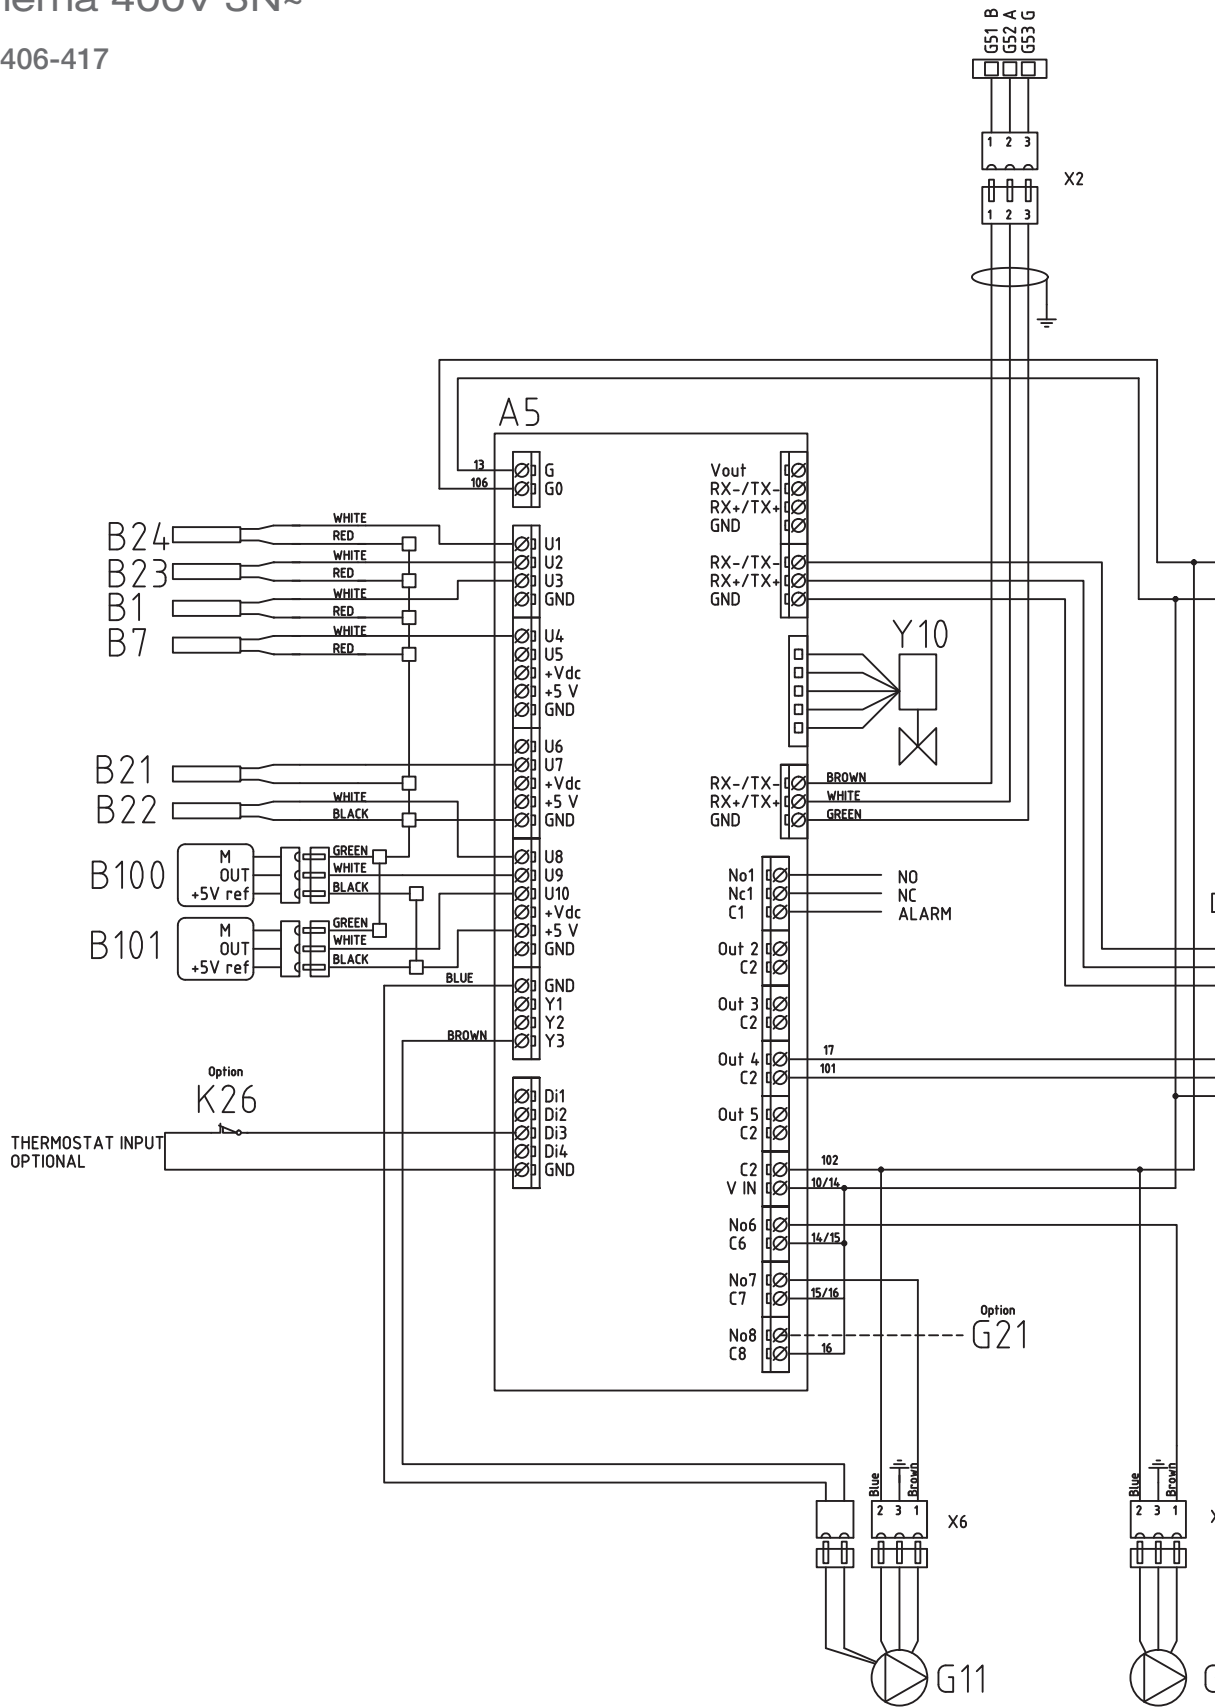 400V 3N~
406-417
G51 B
G52 A
G53 G
1 2 3
X2
1 2 3
A5
13
G
106
G0
Vout
RX-/TX-
RX+/TX+
GND
B24
WHITE
RED
U1
B23
WHITE
RED
U2
B1
WHITE
RED
U3
GND
B7
WHITE
RED
U4
U5
+Vdc
+5 V
GND
RX-/TX-
RX+/TX+
GND
Y10
B21
B22
WHITE
BLACK
U6
U7
+Vdc
+5 V
GND
RX-/TX-
BROWN
RX+/TX+
WHITE
GND
GREEN
B100
M
OUT
+5V ref
GREEN
WHITE
BLACK
B101
M
OUT
+5V ref
GREEN
WHITE
BLACK
U8
U9
U10
+Vdc
+5 V
GND
No1
Nc1
C1
NO
NC
ALARM
Out 2
C2
BLUE
GND
Y1
Y2
BROWN
Y3
Out 3
C2
Out 4
17
C2
101
Option
K26
THERMOSTAT INPUT
OPTIONAL
Di1
Di2
Di3
Di4
GND
Out 5
C2
C2
102
V IN
10/14
No6
C6
14/15
No7
C7
15/16
No8
C8
16
Option
G21
Blue
Brown
2 3 1
X6
Blue
Brown
2 3 1
G11